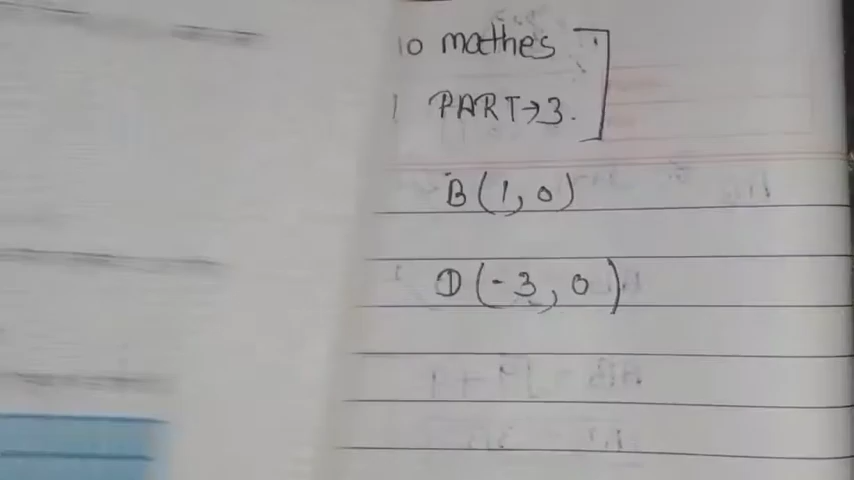 10 mathes
PART→3.
B(1,0)
D(-3,0)